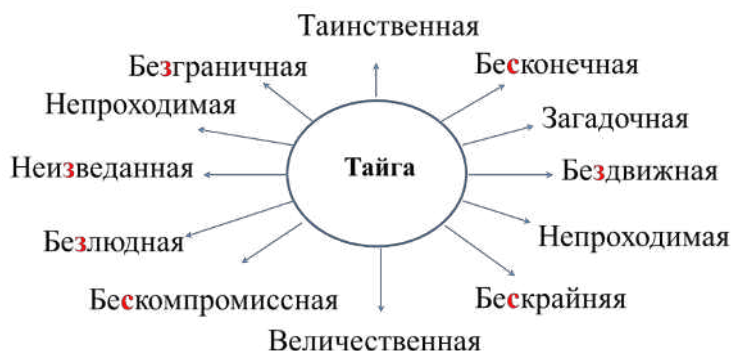 Таинственная
Безграничная
Бесконечная
Непроходимая
Загадочная
Неизведанная
Тайга
Бездвижная
Безлюдная
Непроходимая
Бескомпромиссная
Бескрайняя
Величественная